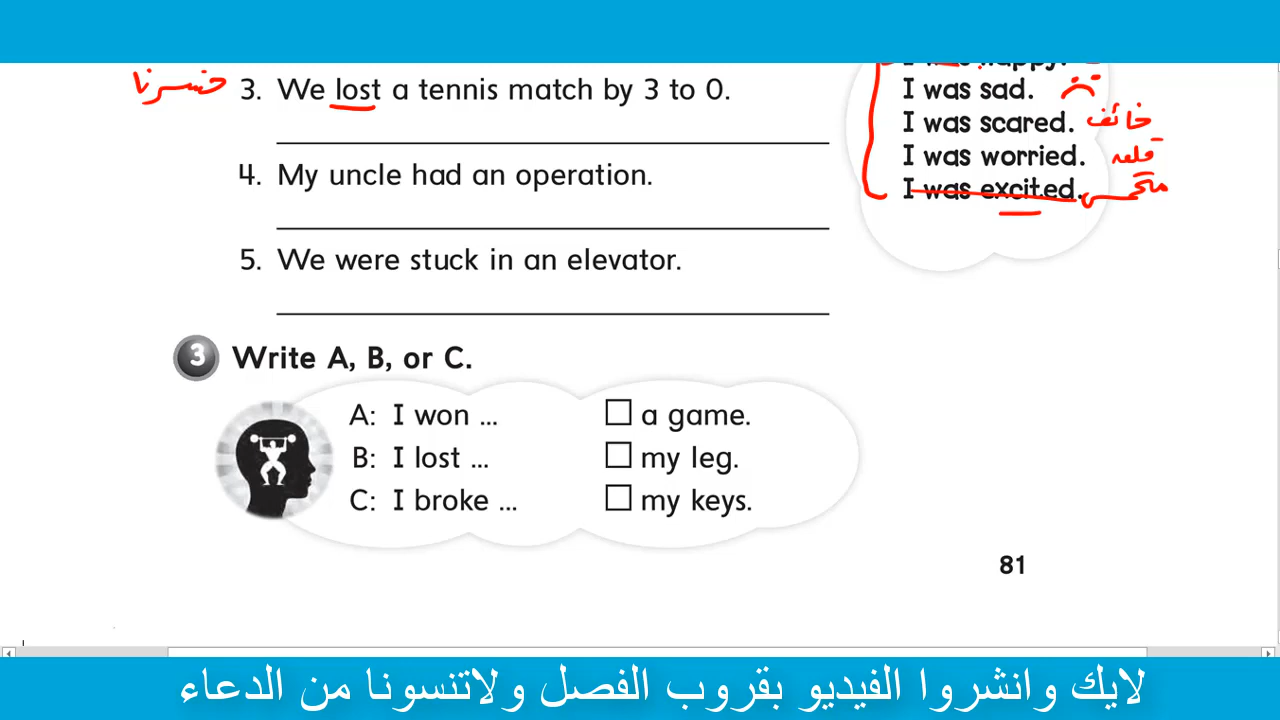 I was happy.
3. We lost a tennis match by 3 to 0.
خسرنا
I was sad.
I was scared. خائف
4. My uncle had an operation.
I was worried. قلق
I was excited. متحمس
5. We were stuck in an elevator.
3 Write A, B, or C.
A: I won ... a game.
B: I lost ... my leg.
C: I broke ... my keys.
81
لايك وانشروا الفيديو بقروب الفصل ولاتنسونا من الدعاء